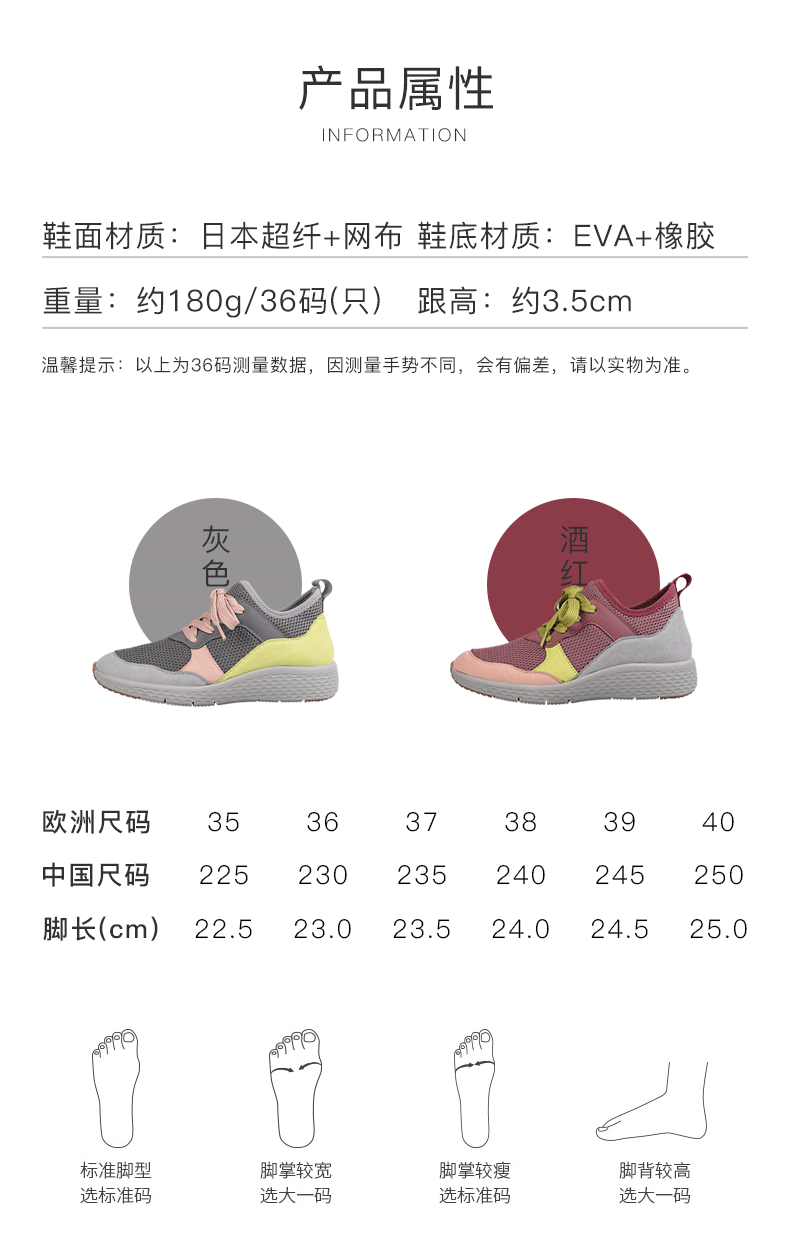 产品属性
INFORMATION
鞋面材质：日本超纤+网布 鞋底材质：EVA+橡胶
重量：约180g/36码(只) 跟高：约3.5cm
温馨提示：以上为36码测量数据，因测量手势不同，会有偏差，请以实物为准。
灰色
酒红
欧洲尺码 35 36 37 38 39 40
中国尺码 225 230 235 240 245 250
脚长(cm) 22.5 23.0 23.5 24.0 24.5 25.0
标准脚型 脚掌较宽 脚掌较瘦 脚背较高
选标准码 选大一码 选标准码 选大一码